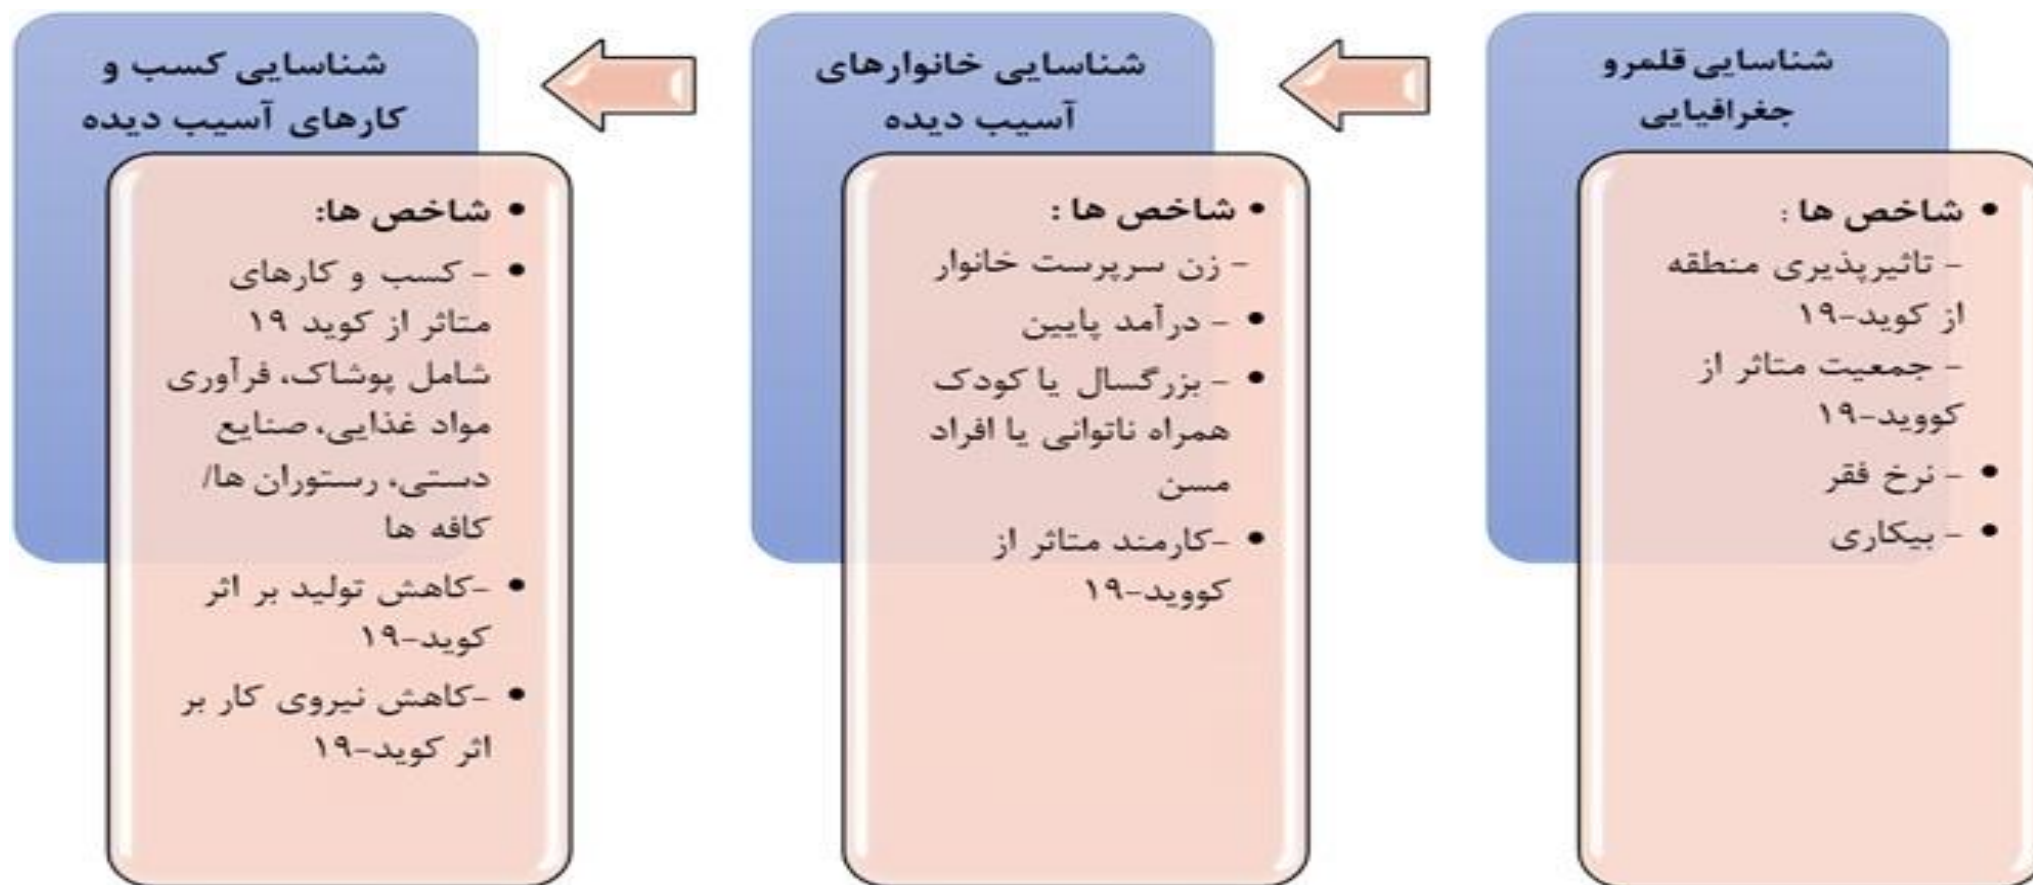 شناسایی قلمرو
جغرافیایی
• شاخص ها :
- تاثیرپذیری منطقه
از کوید-۱۹
- جمعیت متاثر از
کووید-۱۹
• - نرخ فقر
• - بیکاری
شناسایی خانوارهای
آسیب دیده
• شاخص ها :
- زن سرپرست خانوار
• - درآمد پایین
• - بزرگسال یا کودک
همراه ناتوانی یا افراد
مسن
• -کارمند متاثر از
کووید-۱۹
شناسایی کسب و
کارهای آسیب دیده
• شاخص ها:
• - کسب و کارهای
متاثر از کوید ۱۹
شامل پوشاک، فرآوری
مواد غذایی، صنایع
دستی، رستوران ها/
کافه ها
• -کاهش تولید بر اثر
کوید-۱۹
• -کاهش نیروی کار بر
اثر کوید-۱۹